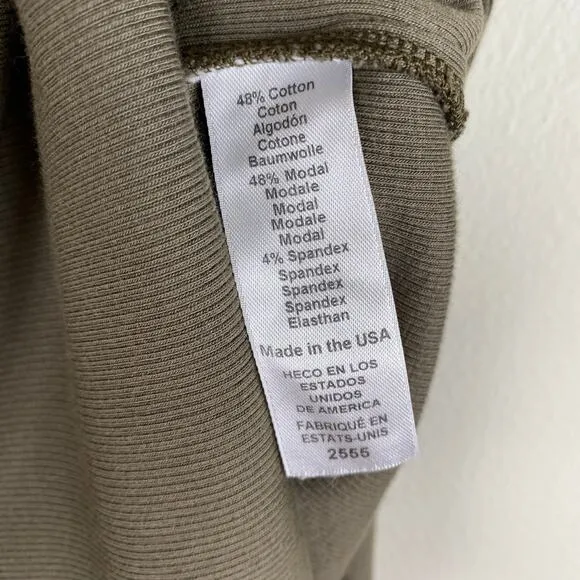 48% Cotton
Coton
Algodón
Cotone
Baumwolle
48% Modal
Modale
Modal
Modale
Modal
4% Spandex
Spandex
Spandex
Spandex
Elasthan
Made in the USA
HECO EN LOS
ESTADOS
UNIDOS
DE AMERICA
FABRIQUÉ EN
ESTATS-UNIS
2556